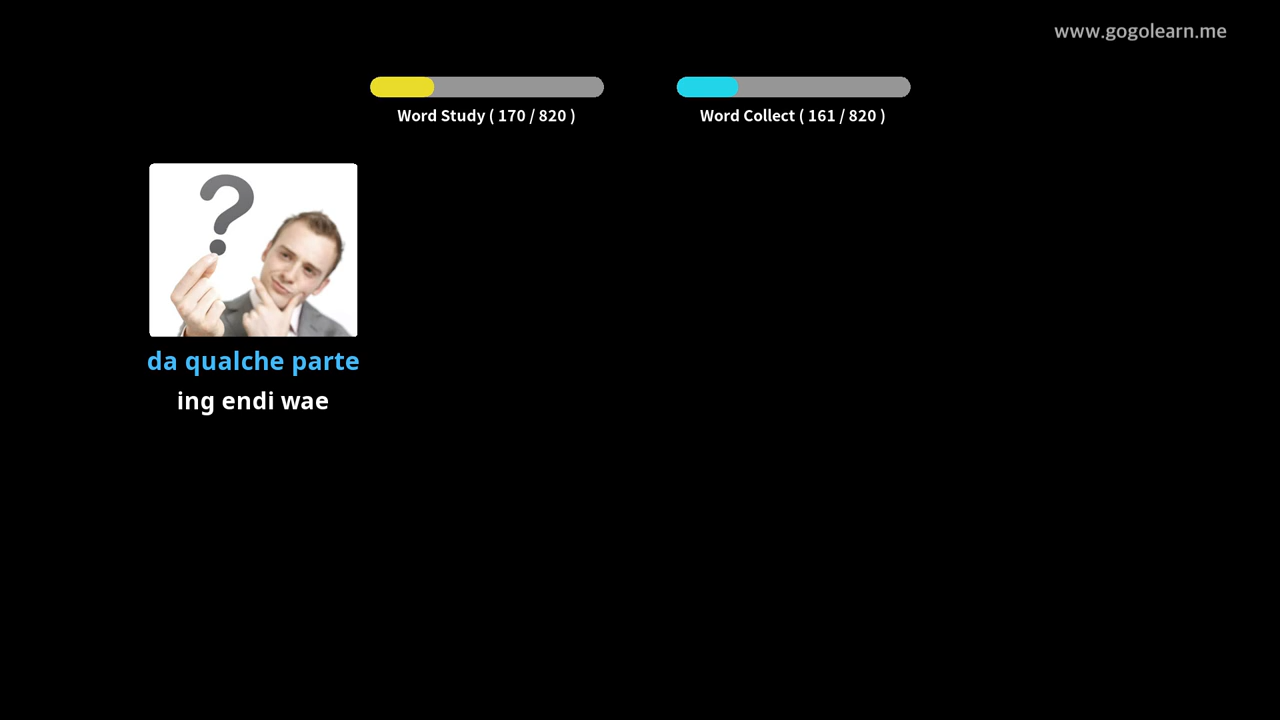 www.gogolearn.me
Word Study ( 170 / 820 )
Word Collect ( 161 / 820 )
da qualche parte
ing endi wae